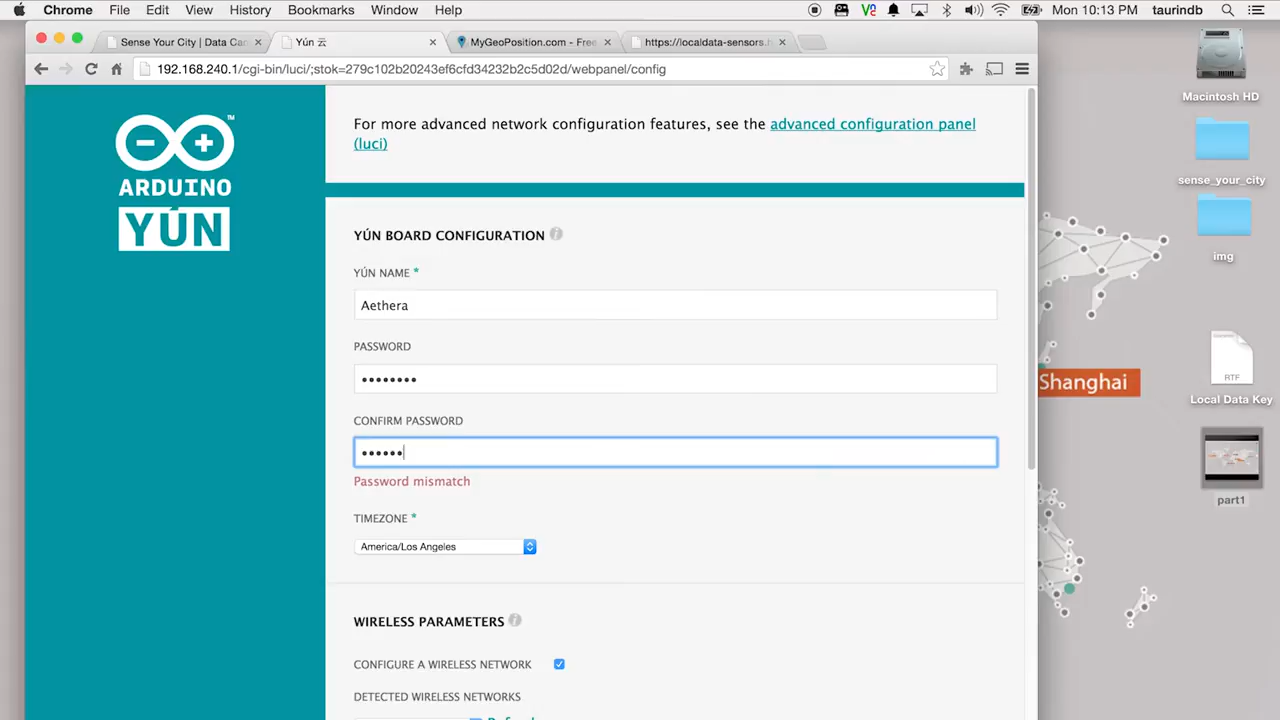 Chrome File Edit View History Bookmarks Window Help Mon 10:13 PM taurindb
Sense Your City | Data Can Yún 云 MyGeoPosition.com - Free https://localdata-sensors.h
192.168.240.1/cgi-bin/luci/;stok=279c102b20243ef6cfd34232b2c5d02d/webpanel/config
Macintosh HD
sense_your_city
img
Shanghai
RTF
Local Data Key
part1
ARDUINO
YÚN
For more advanced network configuration features, see the advanced configuration panel
(luci)
YÚN BOARD CONFIGURATION
YÚN NAME *
Aethera
PASSWORD
••••••••
CONFIRM PASSWORD
••••••
Password mismatch
TIMEZONE *
America/Los Angeles
WIRELESS PARAMETERS
CONFIGURE A WIRELESS NETWORK
DETECTED WIRELESS NETWORKS